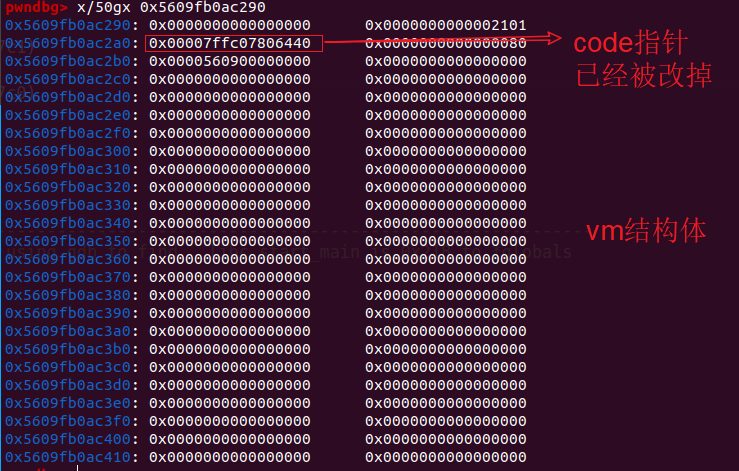 pwndbg> x/50gx 0x5609fb0ac290
0x5609fb0ac290: 0x0000000000000000 0x0000000000002101
0x5609fb0ac2a0: 0x00007ffc07806440 0x0000000000000080
code指针
0x5609fb0ac2b0: 0x0000560900000000 0x0000000000000000
已经被改掉
0x5609fb0ac2c0: 0x0000000000000000 0x0000000000000000
0x5609fb0ac2d0: 0x0000000000000000 0x0000000000000000
0x5609fb0ac2e0: 0x0000000000000000 0x0000000000000000
0x5609fb0ac2f0: 0x0000000000000000 0x0000000000000000
0x5609fb0ac300: 0x0000000000000000 0x0000000000000000
0x5609fb0ac310: 0x0000000000000000 0x0000000000000000
0x5609fb0ac320: 0x0000000000000000 0x0000000000000000
0x5609fb0ac330: 0x0000000000000000 0x0000000000000000
0x5609fb0ac340: 0x0000000000000000 0x0000000000000000
vm结构体
0x5609fb0ac350: 0x0000000000000000 0x0000000000000000
0x5609fb0ac360: 0x0000000000000000 0x0000000000000000
0x5609fb0ac370: 0x0000000000000000 0x0000000000000000
0x5609fb0ac380: 0x0000000000000000 0x0000000000000000
0x5609fb0ac390: 0x0000000000000000 0x0000000000000000
0x5609fb0ac3a0: 0x0000000000000000 0x0000000000000000
0x5609fb0ac3b0: 0x0000000000000000 0x0000000000000000
0x5609fb0ac3c0: 0x0000000000000000 0x0000000000000000
0x5609fb0ac3d0: 0x0000000000000000 0x0000000000000000
0x5609fb0ac3e0: 0x0000000000000000 0x0000000000000000
0x5609fb0ac3f0: 0x0000000000000000 0x0000000000000000
0x5609fb0ac400: 0x0000000000000000 0x0000000000000000
0x5609fb0ac410: 0x0000000000000000 0x0000000000000000